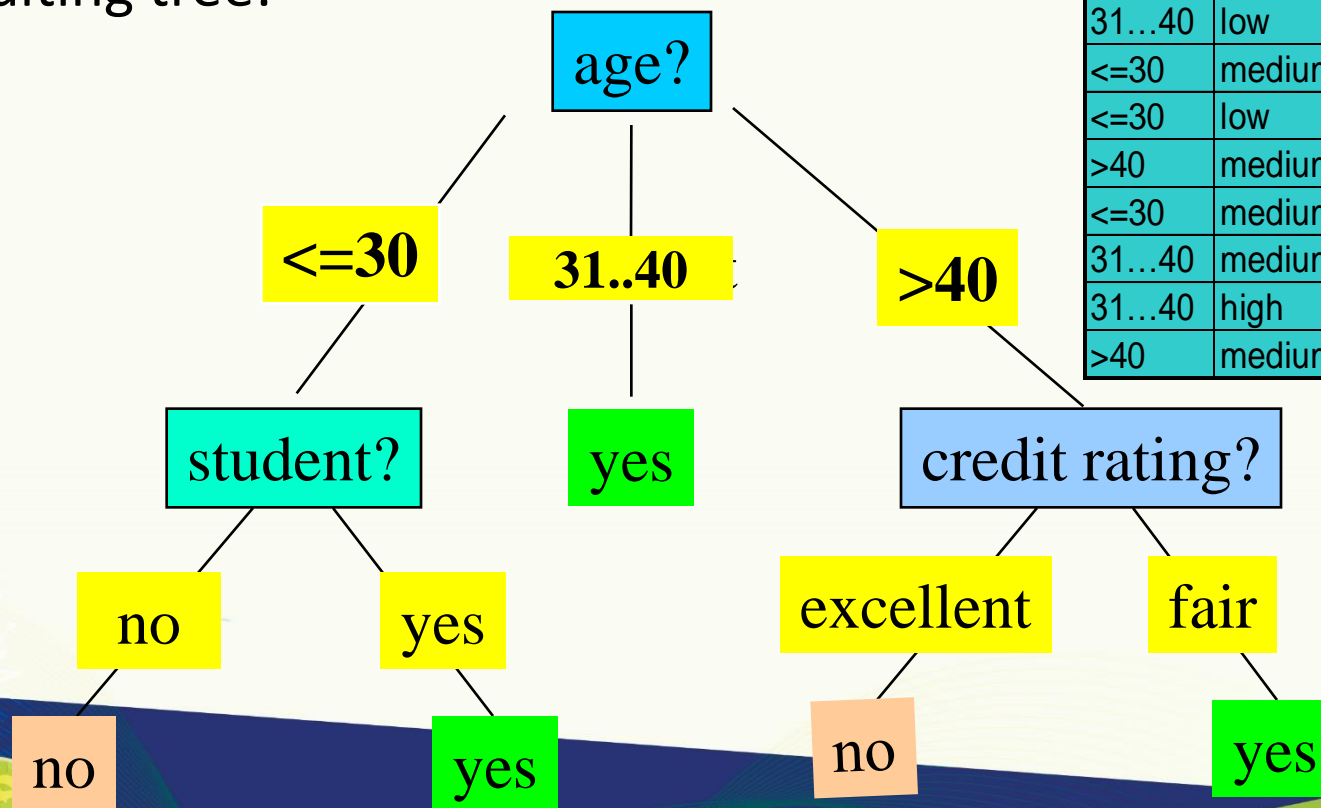 tree?
age?
31…40 low
<=30
<=30 low
>40
<=30
31…40
31…40 high
>40
<=30
31..40
>40
student?
yes
credit rating?
no
yes
excellent
fair
no
yes
no
yes